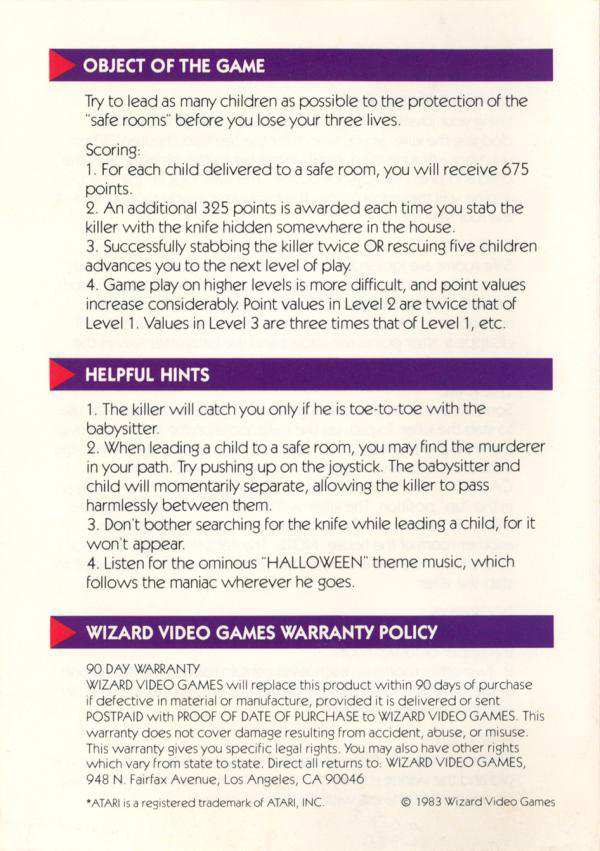 OBJECT OF THE GAME
Try to lead as many children as possible to the protection of the
"safe rooms" before you lose your three lives.
Scoring:
1. For each child delivered to a safe room, you will receive 675
points.
2. An additional 325 points is awarded each time you stab the
killer with the knife hidden somewhere in the house.
3. Successfully stabbing the killer twice OR rescuing five children
advances you to the next level of play.
4. Game play on higher levels is more difficult, and point values
increase considerably. Point values in Level 2 are twice that of
Level 1. Values in Level 3 are three times that of Level 1, etc.
HELPFUL HINTS
1. The killer will catch you only if he is toe-to-toe with the
babysitter.
2. When leading a child to a safe room, you may find the murderer
in your path. Try pushing up on the joystick. The babysitter and
child will momentarily separate, allowing the killer to pass
harmlessly between them.
3. Don't bother searching for the knife while leading a child, for it
won't appear.
4. Listen for the ominous "HALLOWEEN" theme music, which
follows the maniac wherever he goes.
WIZARD VIDEO GAMES WARRANTY POLICY
90 DAY WARRANTY
WIZARD VIDEO GAMES will replace this product within 90 days of purchase
if defective in material or manufacture, provided it is delivered or sent
POSTPAID with PROOF OF DATE OF PURCHASE to WIZARD VIDEO GAMES. This
warranty does not cover damage resulting from accident, abuse, or misuse.
This warranty gives you specific legal rights. You may also have other rights
which vary from state to state. Direct all returns to: WIZARD VIDEO GAMES,
948 N. Fairfax Avenue, Los Angeles, CA 90046
*ATARI is a registered trademark of ATARI, INC. © 1983 Wizard Video Games